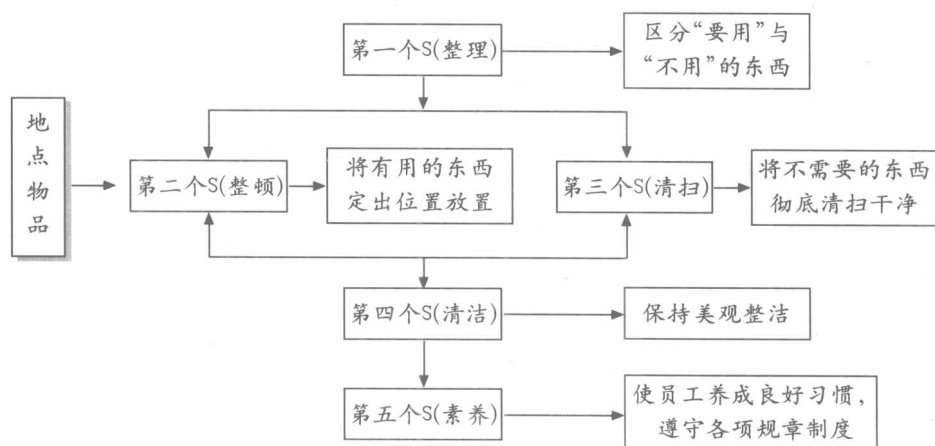 第一个S(整理)
区分“要用”与
“不用”的东西
地点物品
第二个S(整顿)
将有用的东西
定出位置放置
第三个S(清扫)
将不需要的东西
彻底清扫干净
第四个S(清洁)
保持美观整洁
第五个S(素养)
使员工养成良好习惯，
遵守各项规章制度